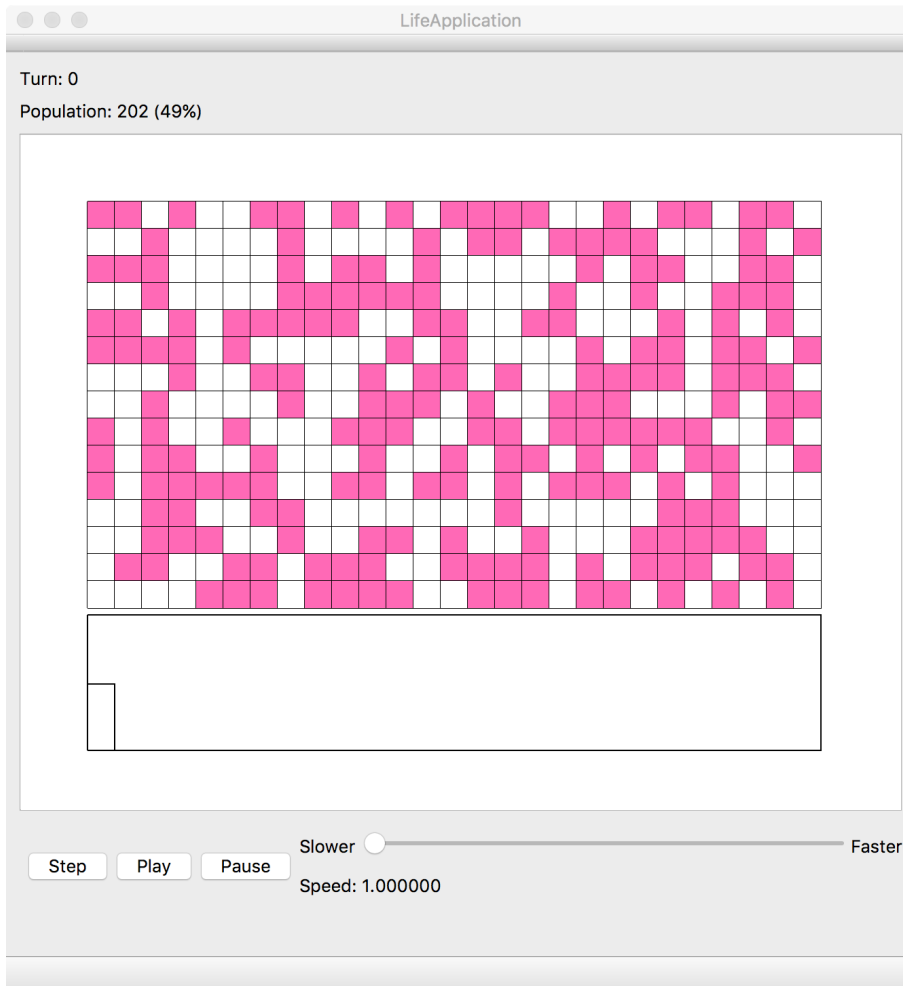 LifeApplication
Turn: 0
Population: 202 (49%)
Slower
Faster
Step
Play
Pause
Speed: 1.000000